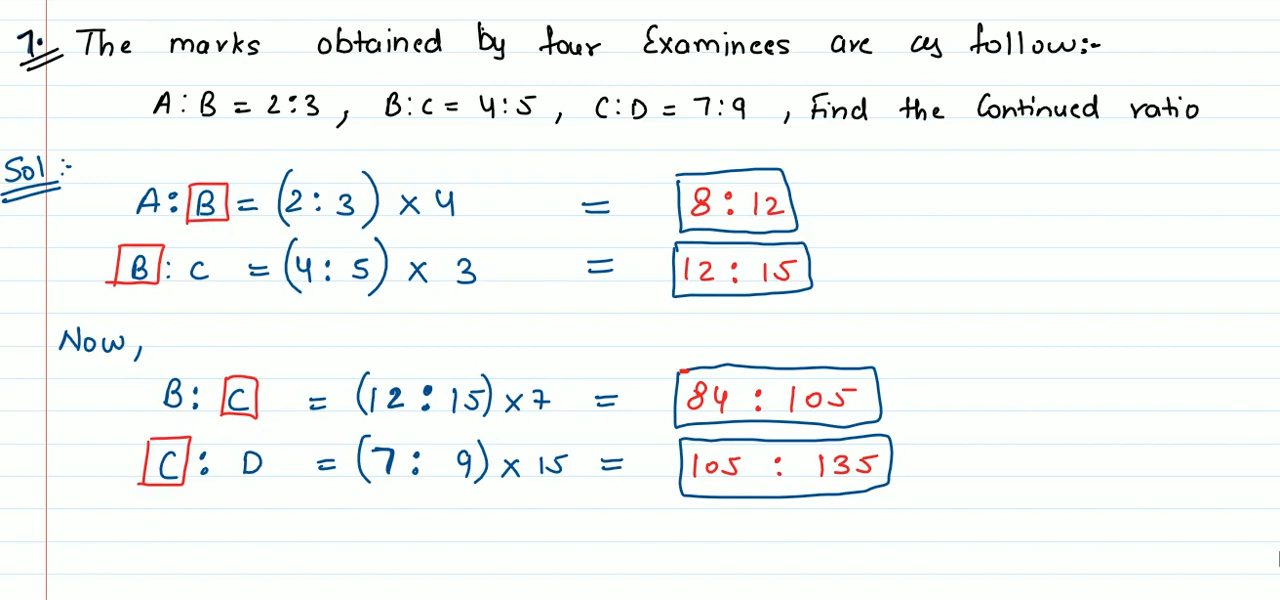 7. The marks obtained by four Examinees are as follow:-
A:B = 2:3, B:C = 4:5, C:D = 7:9, Find the Continued ratio
Sol:-
A:B = (2:3) × 4 = 8:12
B:C = (4:5) × 3 = 12:15
Now,
B:C = (12:15) × 7 = 84:105
C:D = (7:9) × 15 = 105:135